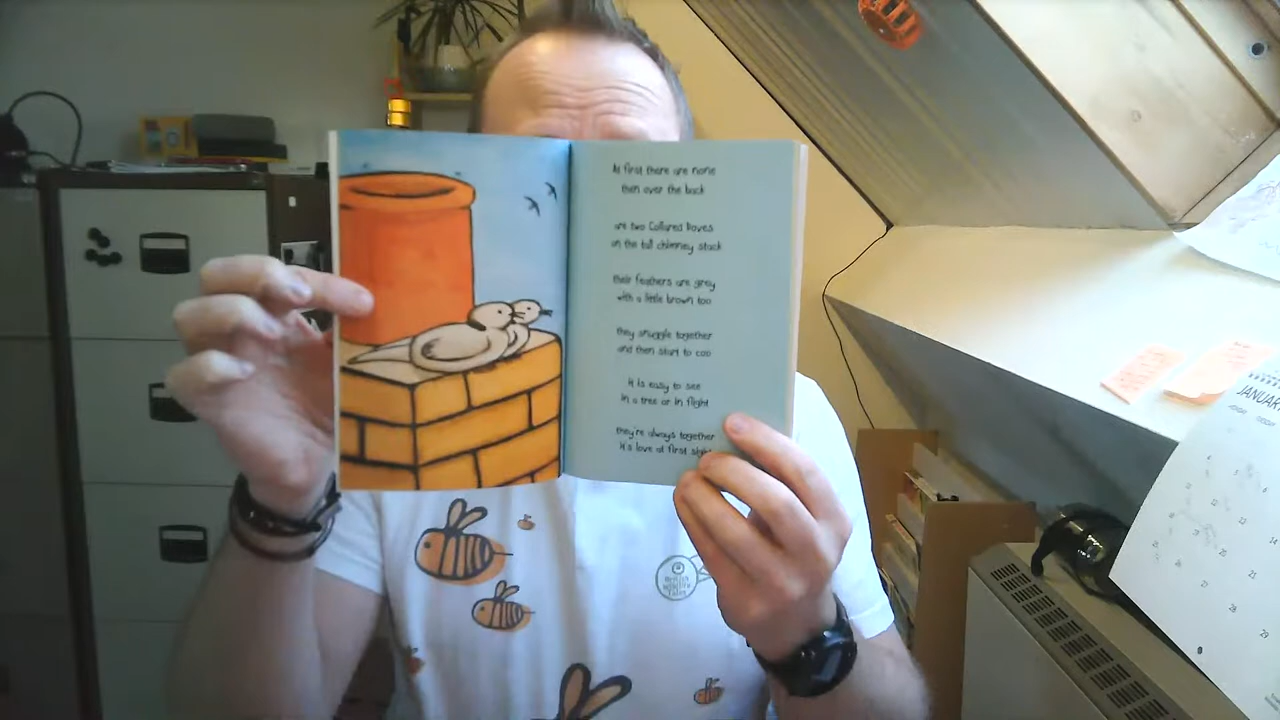 At first there are none
then over the back
are two Collared Doves
on the tall chimney stack
their feathers are grey
with a little brown too
they snuggle together
and then start to coo
It is easy to see
In a tree or in flight
they're always together
it's love at first sight
JANUAR